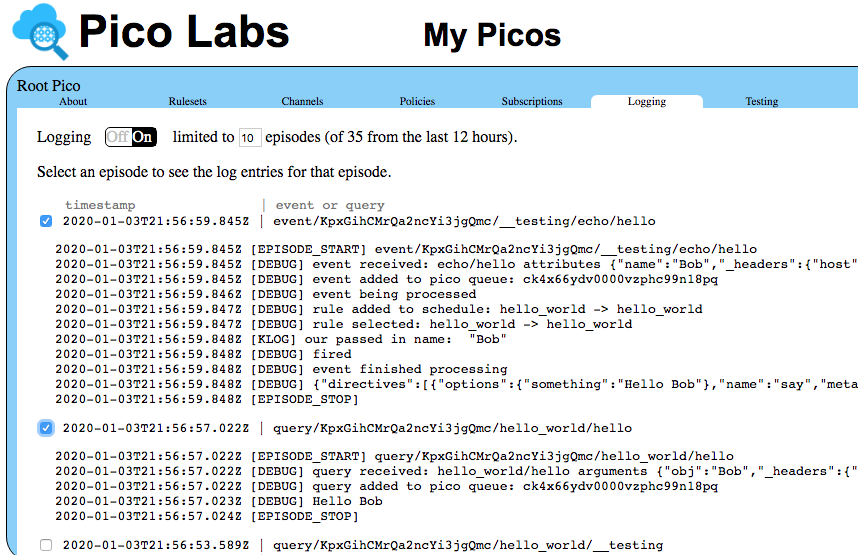 Pico Labs
My Picos
Root Pico
About Rulesets Channels Policies Subscriptions Logging Testing
Logging Off On limited to 10 episodes (of 35 from the last 12 hours).
Select an episode to see the log entries for that episode.
timestamp | event or query
2020-01-03T21:56:59.845Z | event/KpxGihCMrQa2ncYi3jgQmc/__testing/echo/hello
2020-01-03T21:56:59.845Z [EPISODE_START] event/KpxGihCMrQa2ncYi3jgQmc/__testing/echo/hello
2020-01-03T21:56:59.845Z [DEBUG] event received: echo/hello attributes {"name":"Bob","_headers":{"host"
2020-01-03T21:56:59.845Z [DEBUG] event added to pico queue: ck4x66ydv0000vzphc99nl8pq
2020-01-03T21:56:59.846Z [DEBUG] event being processed
2020-01-03T21:56:59.847Z [DEBUG] rule added to schedule: hello_world -> hello_world
2020-01-03T21:56:59.847Z [DEBUG] rule selected: hello_world -> hello_world
2020-01-03T21:56:59.848Z [KLOG] our passed in name:  "Bob"
2020-01-03T21:56:59.848Z [DEBUG] fired
2020-01-03T21:56:59.848Z [DEBUG] event finished processing
2020-01-03T21:56:59.848Z [DEBUG] {"directives":[{"options":{"something":"Hello Bob"},"name":"say","meta
2020-01-03T21:56:59.848Z [EPISODE_STOP]
2020-01-03T21:56:57.022Z | query/KpxGihCMrQa2ncYi3jgQmc/hello_world/hello
2020-01-03T21:56:57.022Z [EPISODE_START] query/KpxGihCMrQa2ncYi3jgQmc/hello_world/hello
2020-01-03T21:56:57.022Z [DEBUG] query received: hello_world/hello arguments {"obj":"Bob","_headers":{"
2020-01-03T21:56:57.022Z [DEBUG] query added to pico queue: ck4x66ydv0000vzphc99nl8pq
2020-01-03T21:56:57.023Z [DEBUG] Hello Bob
2020-01-03T21:56:57.024Z [EPISODE_STOP]
2020-01-03T21:56:53.589Z | query/KpxGihCMrQa2ncYi3jgQmc/hello_world/__testing